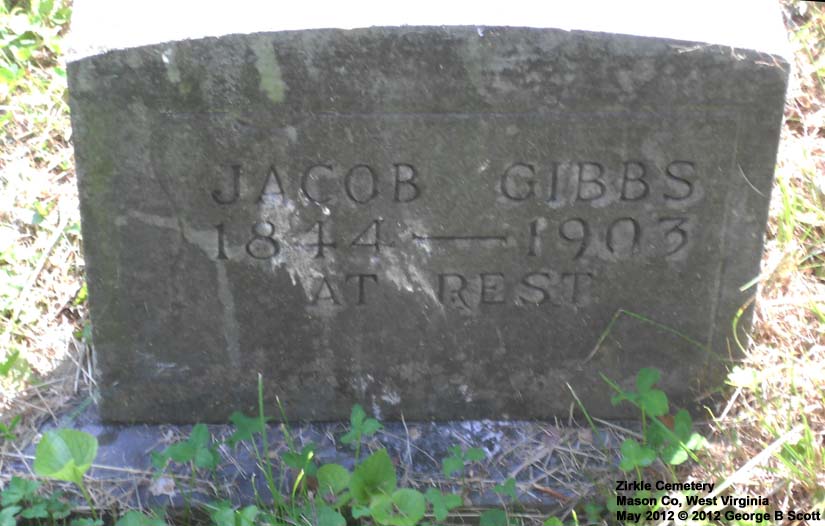 JACOB GIBBS
1844—1903
AT REST
Zirkle Cemetery
Mason Co, West Virginia
May 2012 © 2012 George B Scott